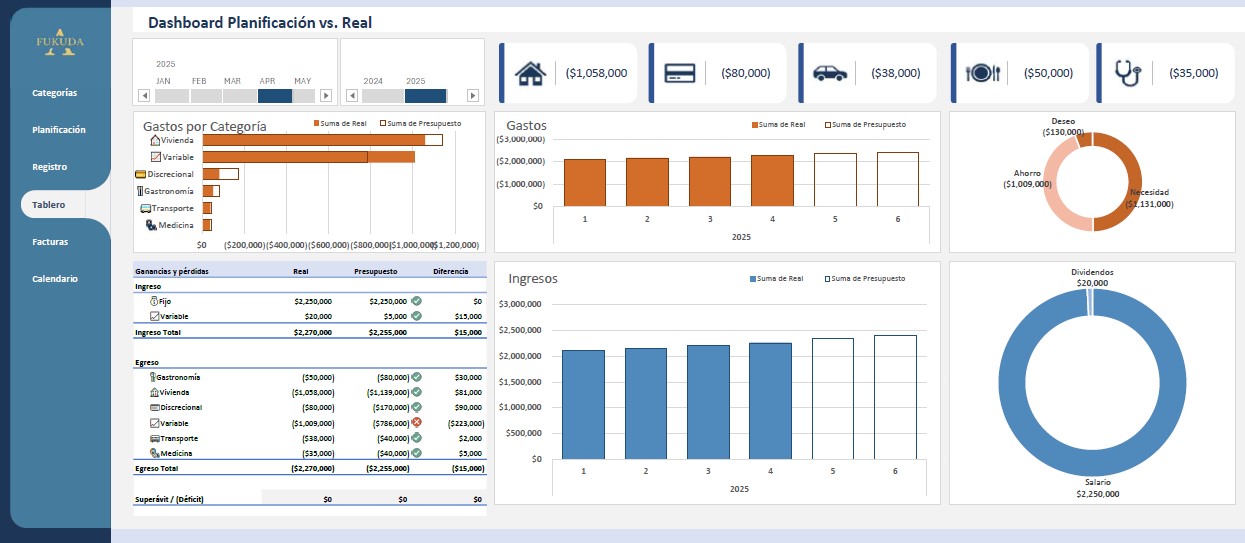 Dashboard Planificación vs. Real
FUKUDA
Categorías
Planificación
Registro
Tablero
Facturas
Calendario
2025
JAN FEB MAR APR MAY
2024 2025
($1,058,000
($80,000)
($38,000)
($50,000)
($35,000)
Gastos por Categoría
Suma de Real Suma de Presupuesto
Vivienda
Variable
Discrecional
Gastronomía
Transporte
Medicina
$0 ($200,000) ($400,000) ($600,000) ($800,000) ($1,000,000) ($1,200,000)
Gastos
Suma de Real Suma de Presupuesto
($3,000,000)
($2,000,000)
($1,000,000)
$0
1 2 3 4 5 6
2025
Deseo
($130,000)
Ahorro
($1,009,000)
Necesidad
($1,131,000)
Ganancias y pérdidas Real Presupuesto Diferencia
Ingreso
Fijo $2,250,000 $2,250,000 $0
Variable $20,000 $5,000 $15,000
Ingreso Total $2,270,000 $2,255,000 $15,000
Egreso
Gastronomía ($50,000) ($80,000) $30,000
Vivienda ($1,058,000) ($1,139,000) $81,000
Discrecional ($80,000) ($170,000) $90,000
Variable ($1,009,000) ($786,000) ($223,000)
Transporte ($38,000) ($40,000) $2,000
Medicina ($35,000) ($40,000) $5,000
Egreso Total ($2,270,000) ($2,255,000) ($15,000)
Superávit / (Déficit) $0 $0 $0
Ingresos
Suma de Real Suma de Presupuesto
$3,000,000
$2,500,000
$2,000,000
$1,500,000
$1,000,000
$500,000
$0
1 2 3 4 5 6
2025
Dividendos
$20,000
Salario
$2,250,000